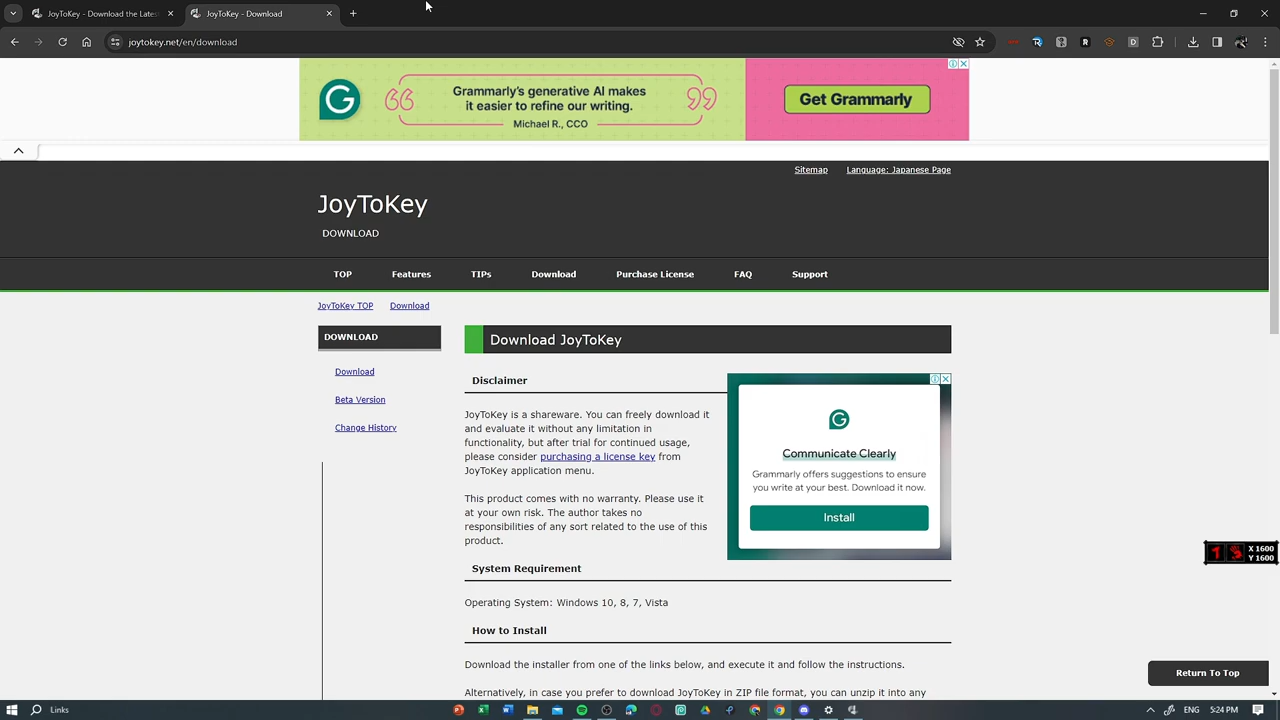 JoyToKey - Download the Lates
JoyToKey - Download
joytokey.net/en/download
Grammarly's generative AI makes
it easier to refine our writing.
Michael R., CCO
Get Grammarly
Sitemap
Language: Japanese Page
JoyToKey
DOWNLOAD
TOP
Features
TIPs
Download
Purchase License
FAQ
Support
JoyToKey TOP
Download
DOWNLOAD
Download
Beta Version
Change History
Download JoyToKey
Disclaimer
JoyToKey is a shareware. You can freely download it
and evaluate it without any limitation in
functionality, but after trial for continued usage,
please consider purchasing a license key from
JoyToKey application menu.
This product comes with no warranty. Please use it
at your own risk. The author takes no
responsibilities of any sort related to the use of this
product.
Communicate Clearly
Grammarly offers suggestions to ensure
you write at your best. Download it now.
Install
System Requirement
Operating System: Windows 10, 8, 7, Vista
How to Install
Download the installer from one of the links below, and execute it and follow the instructions.
Alternatively, in case you prefer to download JoyToKey in ZIP file format, you can unzip it into any
X 1600
Y 1600
Return To Top
Links
5:24 PM